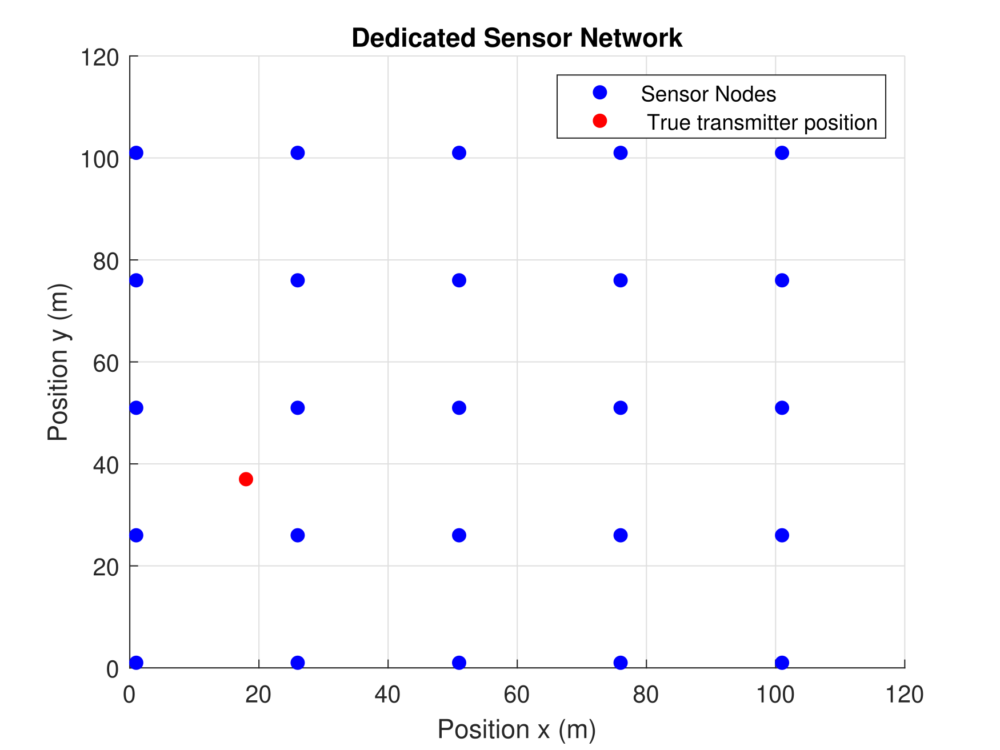 Dedicated Sensor Network
120
Sensor Nodes
True transmitter position
100
80
60
40
20
0
0 20 40 60 80 100 120
Position x (m)
Position y (m)